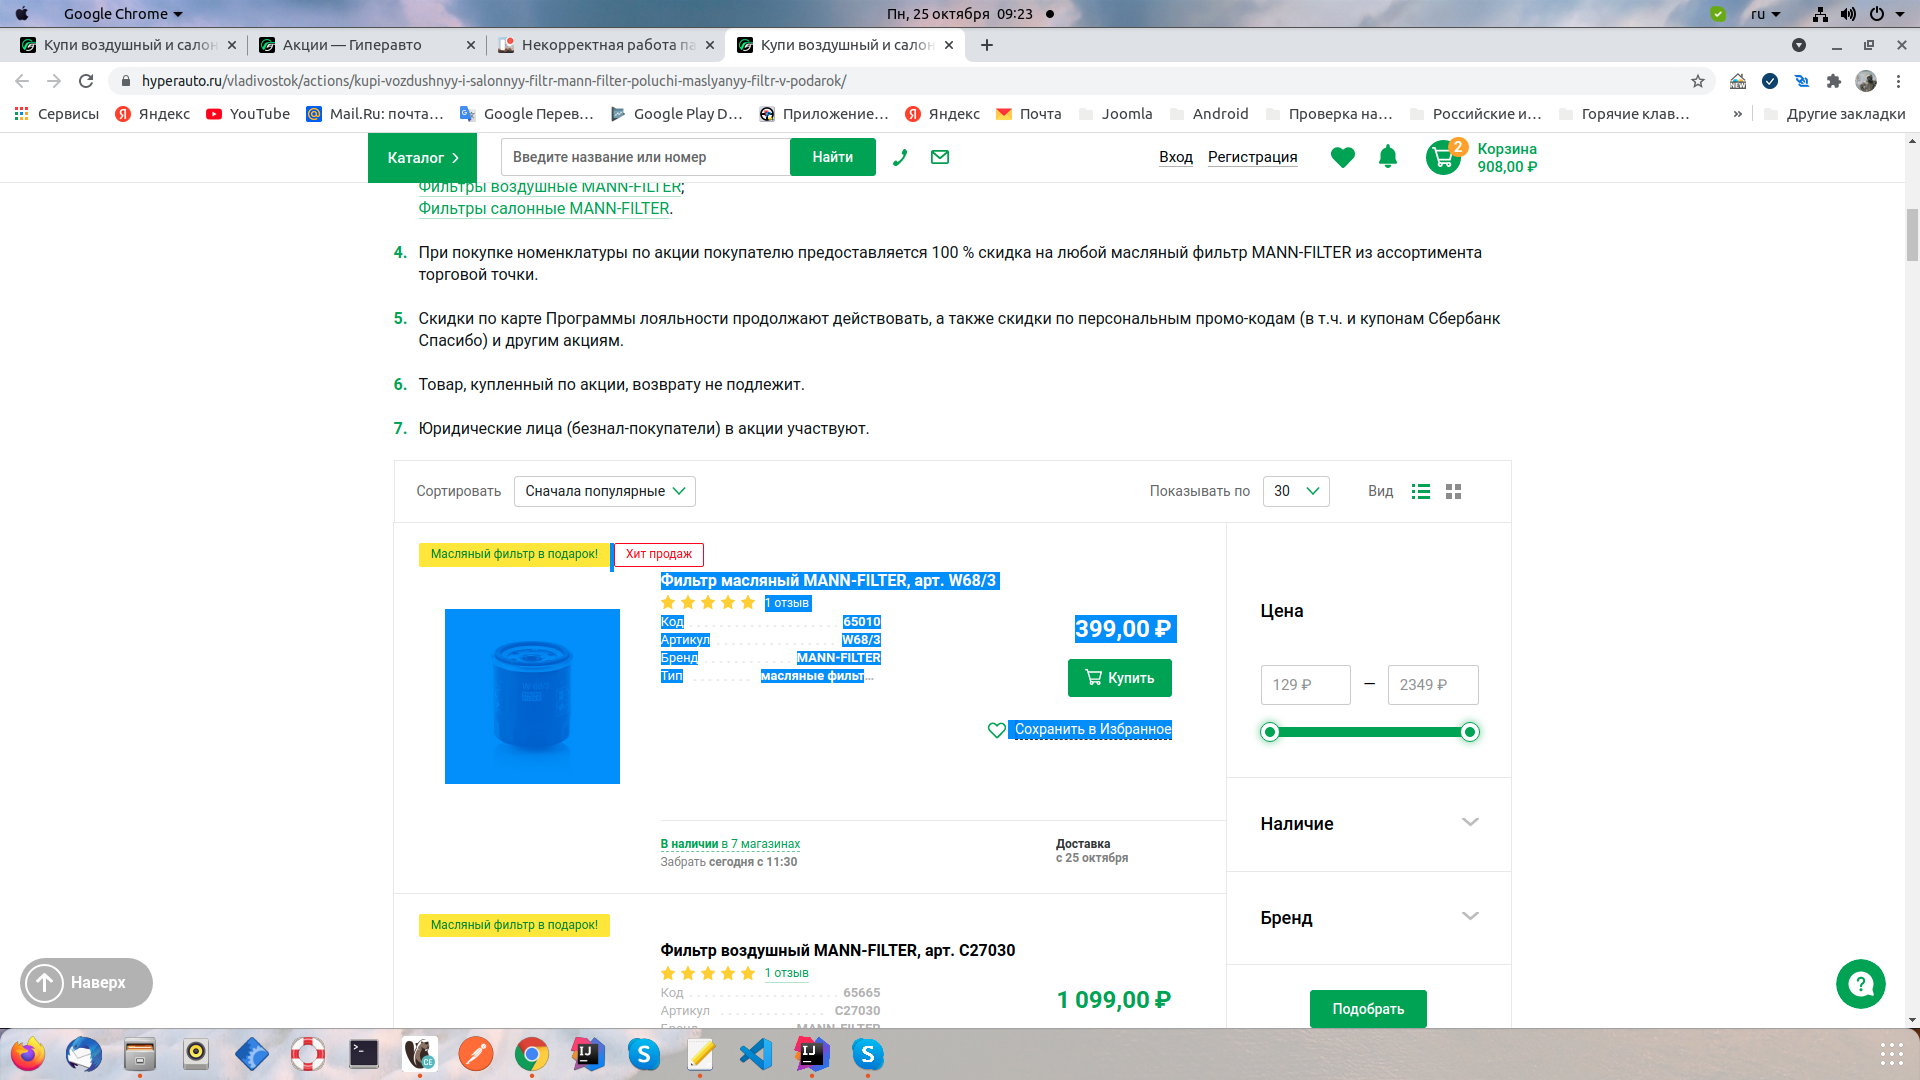 Google Chrome
Пн, 25 октября 09:23
ru
Купи воздушный и салон
Акции — Гиперавто
Некорректная работа па
Купи воздушный и салон
hyperauto.ru/vladivostok/actions/kupi-vozdushnyy-i-salonnyy-filtr-mann-filter-poluchi-maslyanyy-filtr-v-podarok/
Сервисы
Яндекс
YouTube
Mail.Ru: почта…
Google Перев…
Google Play D…
Приложение…
Яндекс
Почта
Joomla
Android
Проверка на…
Российские и…
Горячие клав…
»
Другие закладки
Каталог
Введите название или номер
Найти
Вход
Регистрация
2
Корзина
908,00 ₽
Фильтры воздушные MANN-FILTER;
Фильтры салонные MANN-FILTER.
4. При покупке номенклатуры по акции покупателю предоставляется 100 % скидка на любой масляный фильтр MANN-FILTER из ассортимента
торговой точки.
5. Скидки по карте Программы лояльности продолжают действовать, а также скидки по персональным промо-кодам (в т.ч. и купонам Сбербанк
Спасибо) и другим акциям.
6. Товар, купленный по акции, возврату не подлежит.
7. Юридические лица (безнал-покупатели) в акции участвуют.
Сортировать
Сначала популярные
Показывать по
30
Вид
Масляный фильтр в подарок!
Хит продаж
Фильтр масляный MANN-FILTER, арт. W68/3
1 отзыв
Код 65010
Артикул W68/3
Бренд MANN-FILTER
Тип масляные фильт…
399,00 ₽
Купить
Сохранить в Избранное
В наличии в 7 магазинах
Забрать сегодня с 11:30
Доставка
с 25 октября
Цена
129 ₽ — 2349 ₽
Наличие
Бренд
Подобрать
Масляный фильтр в подарок!
Фильтр воздушный MANN-FILTER, арт. C27030
1 отзыв
Код 65665
Артикул C27030
Бренд MANN-FILTER
1 099,00 ₽
Наверх